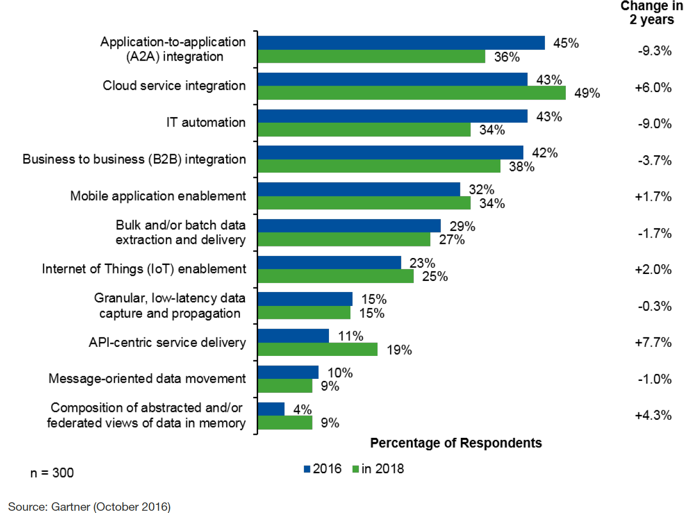 Change in
2 years
Application-to-application
(A2A) integration
45%
36%
-9.3%
Cloud service integration
43%
49%
+6.0%
IT automation
43%
34%
-9.0%
Business to business (B2B) integration
42%
38%
-3.7%
Mobile application enablement
32%
34%
+1.7%
Bulk and/or batch data
extraction and delivery
29%
27%
-1.7%
Internet of Things (IoT) enablement
23%
25%
+2.0%
Granular, low-latency data
capture and propagation
15%
15%
-0.3%
API-centric service delivery
11%
19%
+7.7%
Message-oriented data movement
10%
9%
-1.0%
Composition of abstracted and/or
federated views of data in memory
4%
9%
+4.3%
Percentage of Respondents
n = 300
2016
in 2018
Source: Gartner (October 2016)